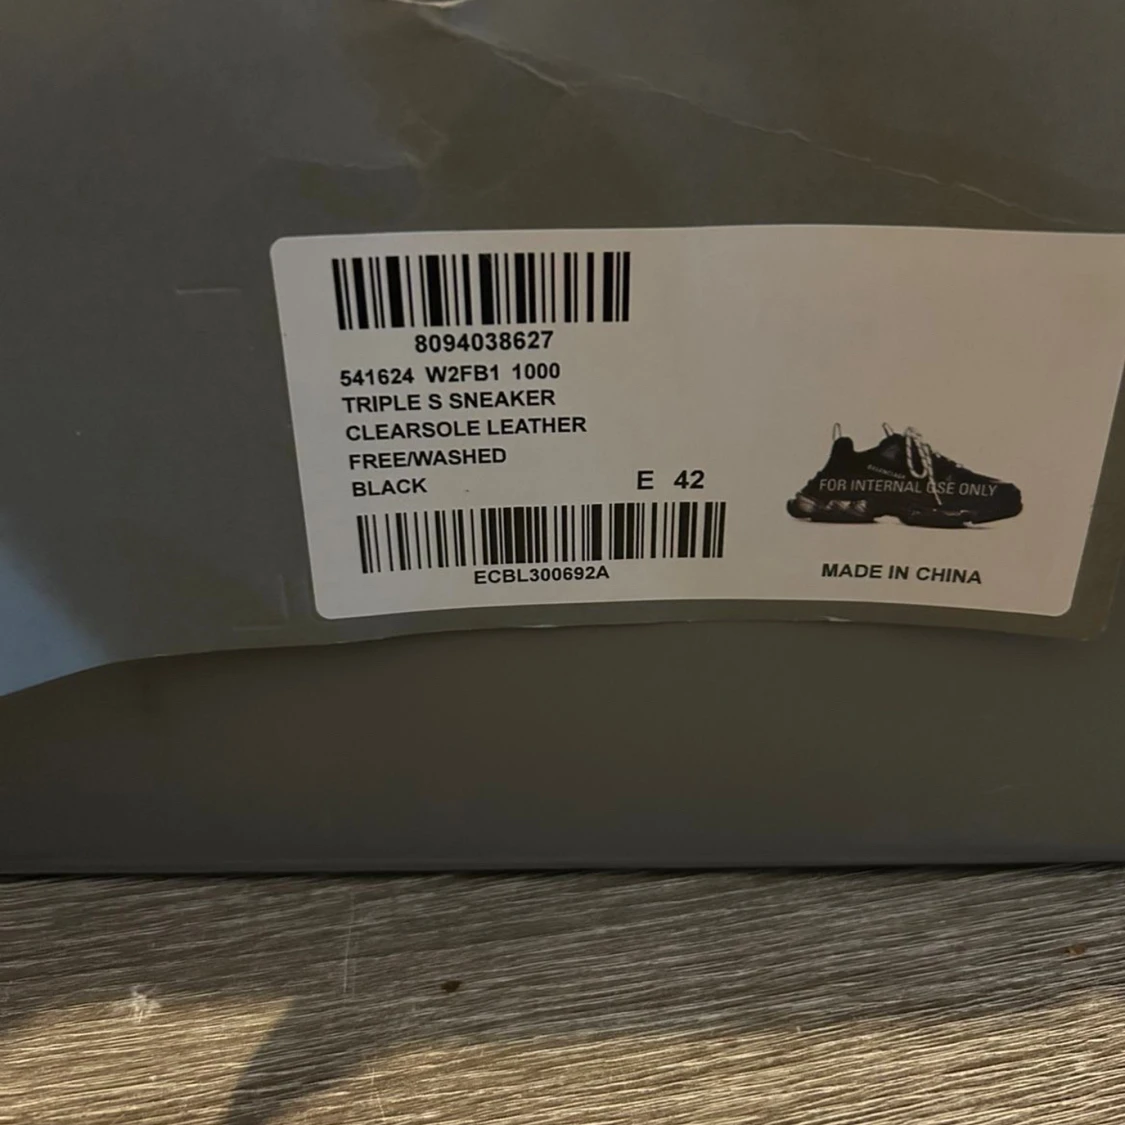 8094038627
541624 W2FB1 1000
TRIPLE S SNEAKER
CLEARSOLE LEATHER
FREE/WASHED
BLACK
E 42
ECBL300692A
BALENCIAGA
FOR INTERNAL USE ONLY
MADE IN CHINA